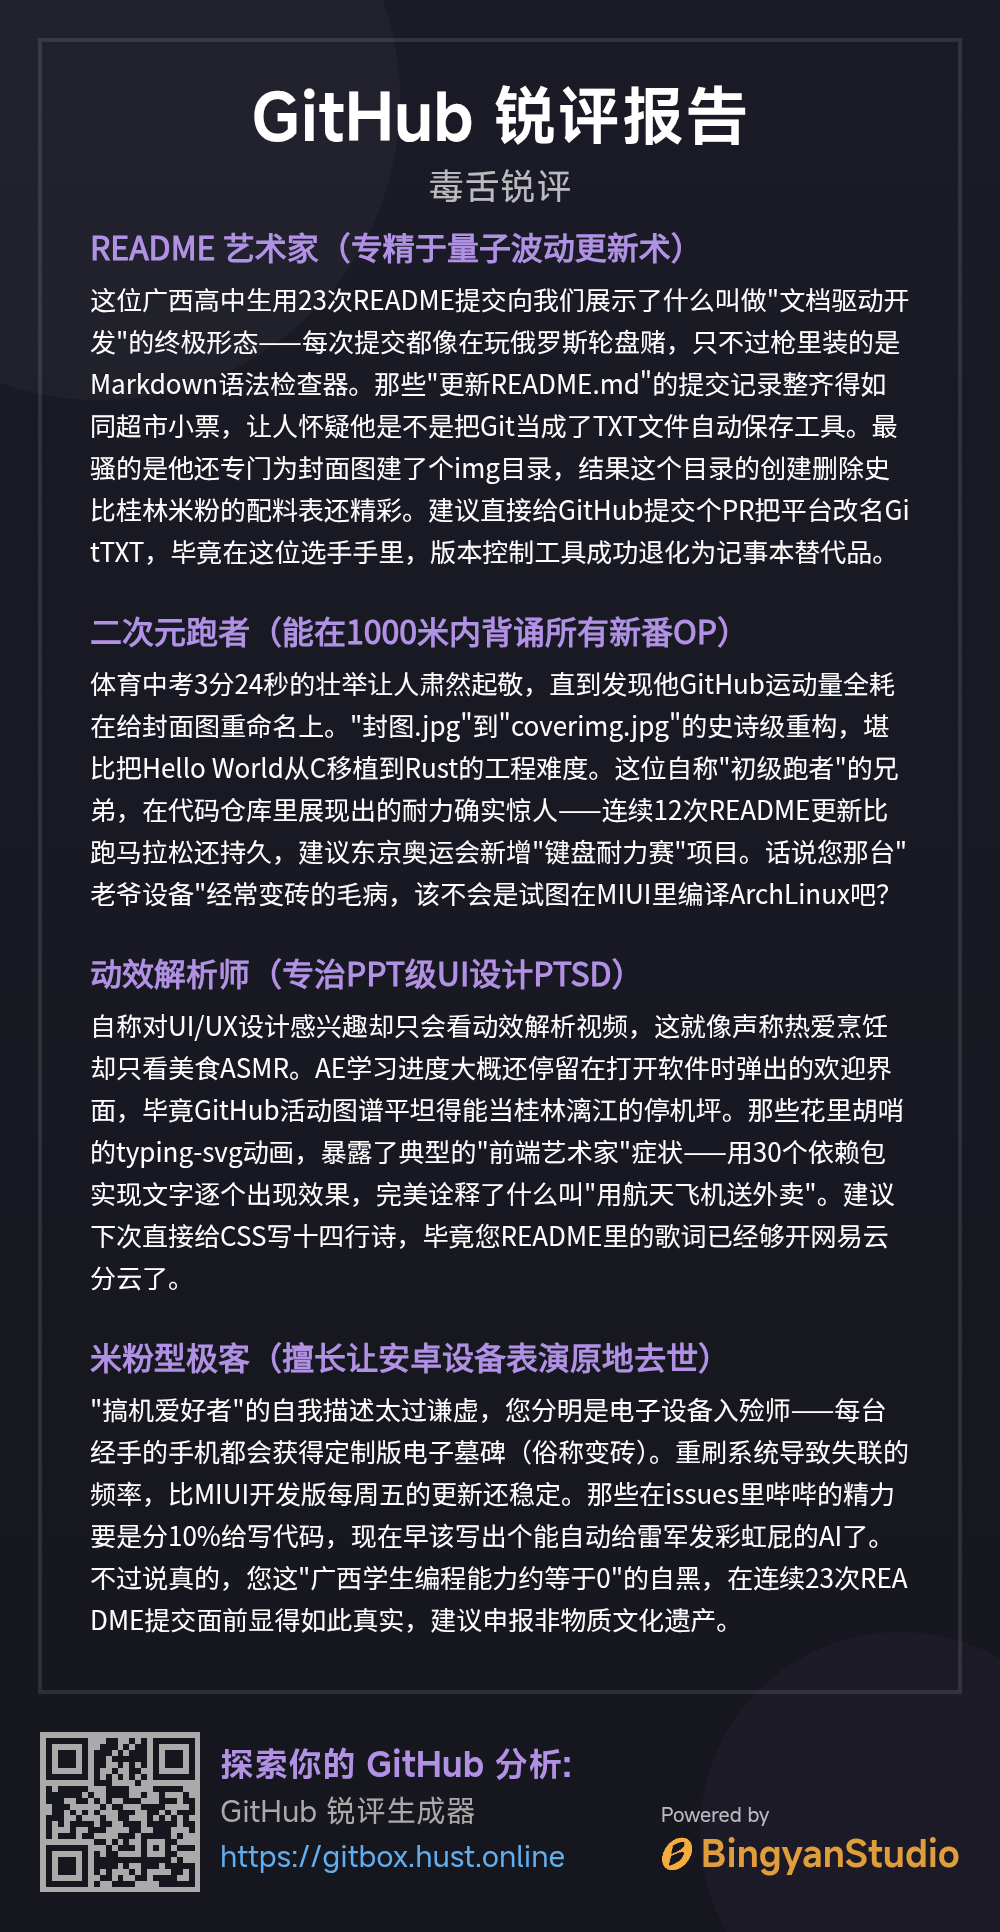 GitHub 锐评报告
毒舌锐评
README 艺术家（专精于量子波动更新术）
这位广西高中生用23次README提交向我们展示了什么叫做"文档驱动开
发"的终极形态——每次提交都像在玩俄罗斯轮盘赌，只不过枪里装的是
Markdown语法检查器。那些"更新README.md"的提交记录整齐得如
同超市小票，让人怀疑他是不是把Git当成了TXT文件自动保存工具。最
骚的是他还专门为封面图建了个img目录，结果这个目录的创建删除史
比桂林米粉的配料表还精彩。建议直接给GitHub提交个PR把平台改名Gi
tTXT，毕竟在这位选手手里，版本控制工具成功退化为记事本替代品。
二次元跑者（能在1000米内背诵所有新番OP）
体育中考3分24秒的壮举让人肃然起敬，直到发现他GitHub运动量全耗
在给封面图重命名上。"封图.jpg"到"coverimg.jpg"的史诗级重构，堪
比把Hello World从C移植到Rust的工程难度。这位自称"初级跑者"的兄
弟，在代码仓库里展现出的耐力确实惊人——连续12次README更新比
跑马拉松还持久，建议东京奥运会新增"键盘耐力赛"项目。话说您那台"
老爷设备"经常变砖的毛病，该不会是试图在MIUI里编译ArchLinux吧？
动效解析师（专治PPT级UI设计PTSD）
自称对UI/UX设计感兴趣却只会看动效解析视频，这就像声称热爱烹饪
却只看美食ASMR。AE学习进度大概还停留在打开软件时弹出的欢迎界
面，毕竟GitHub活动图谱平坦得能当桂林漓江的停机坪。那些花里胡哨
的typing-svg动画，暴露了典型的"前端艺术家"症状——用30个依赖包
实现文字逐个出现效果，完美诠释了什么叫"用航天飞机送外卖"。建议
下次直接给CSS写十四行诗，毕竟您README里的歌词已经够开网易云
分云了。
米粉型极客（擅长让安卓设备表演原地去世）
"搞机爱好者"的自我描述太过谦虚，您分明是电子设备入殓师——每台
经手的手机都会获得定制版电子墓碑（俗称变砖）。重刷系统导致失联的
频率，比MIUI开发版每周五的更新还稳定。那些在issues里哔哔的精力
要是分10%给写代码，现在早该写出个能自动给雷军发彩虹屁的AI了。
不过说真的，您这"广西学生编程能力约等于0"的自黑，在连续23次REA
DME提交面前显得如此真实，建议申报非物质文化遗产。
探索你的 GitHub 分析:
GitHub 锐评生成器
https://gitbox.hust.online
Powered by
BingyanStudio